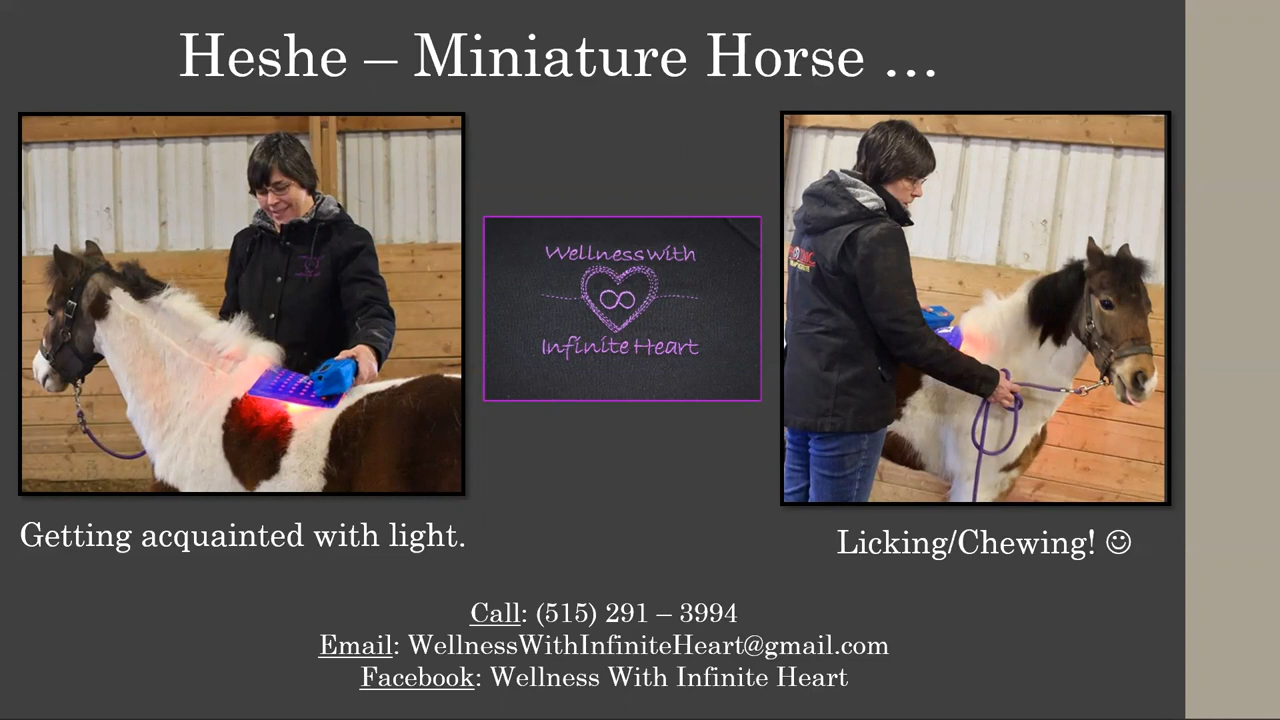 Heshe – Miniature Horse …
Wellness with
Infinite Heart
Getting acquainted with light.
Licking/Chewing! ☺
Call: (515) 291 – 3994
Email: WellnessWithInfiniteHeart@gmail.com
Facebook: Wellness With Infinite Heart